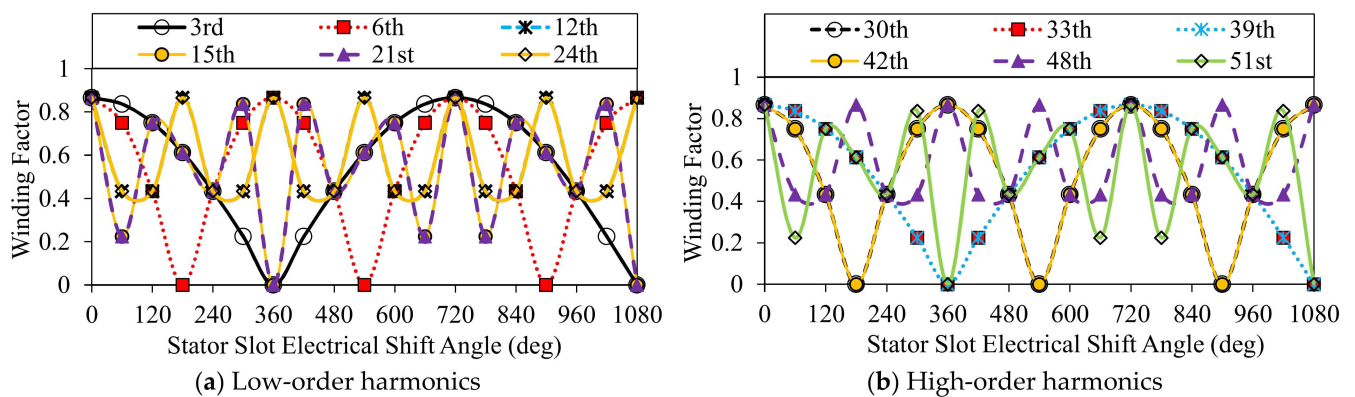 3rd 6th 12th
15th 21st 24th
1
0.8
0.6
0.4
0.2
0
Winding Factor
0 120 240 360 480 600 720 840 960 1080
Stator Slot Electrical Shift Angle (deg)
(a) Low-order harmonics
30th 33th 39th
42th 48th 51st
1
0.8
0.6
0.4
0.2
0
Winding Factor
0 120 240 360 480 600 720 840 960 1080
Stator Slot Electrical Shift Angle (deg)
(b) High-order harmonics